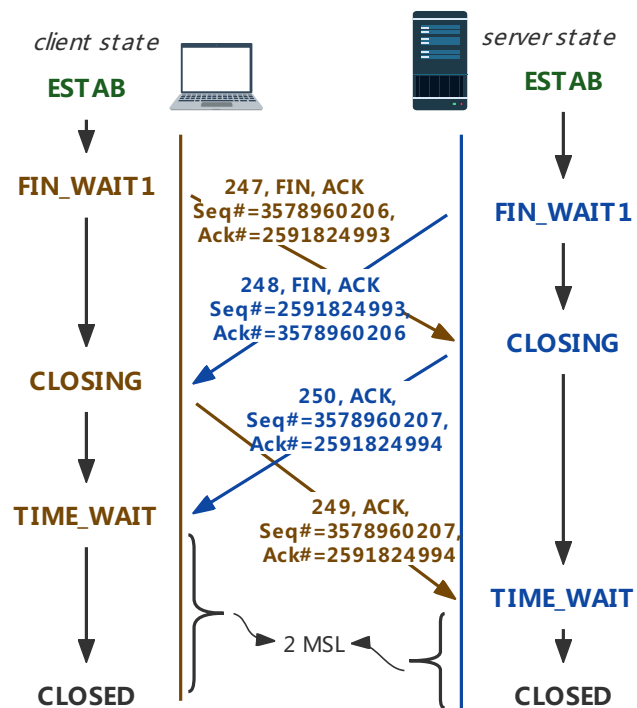 client state
server state
ESTAB
ESTAB
FIN_WAIT1
247, FIN, ACK
Seq#=3578960206,
Ack#=2591824993
FIN_WAIT1
248, FIN, ACK
Seq#=2591824993,
Ack#=3578960206
CLOSING
CLOSING
250, ACK,
Seq#=3578960207,
Ack#=2591824994
TIME_WAIT
249, ACK,
Seq#=3578960207,
Ack#=2591824994
TIME_WAIT
2 MSL
CLOSED
CLOSED